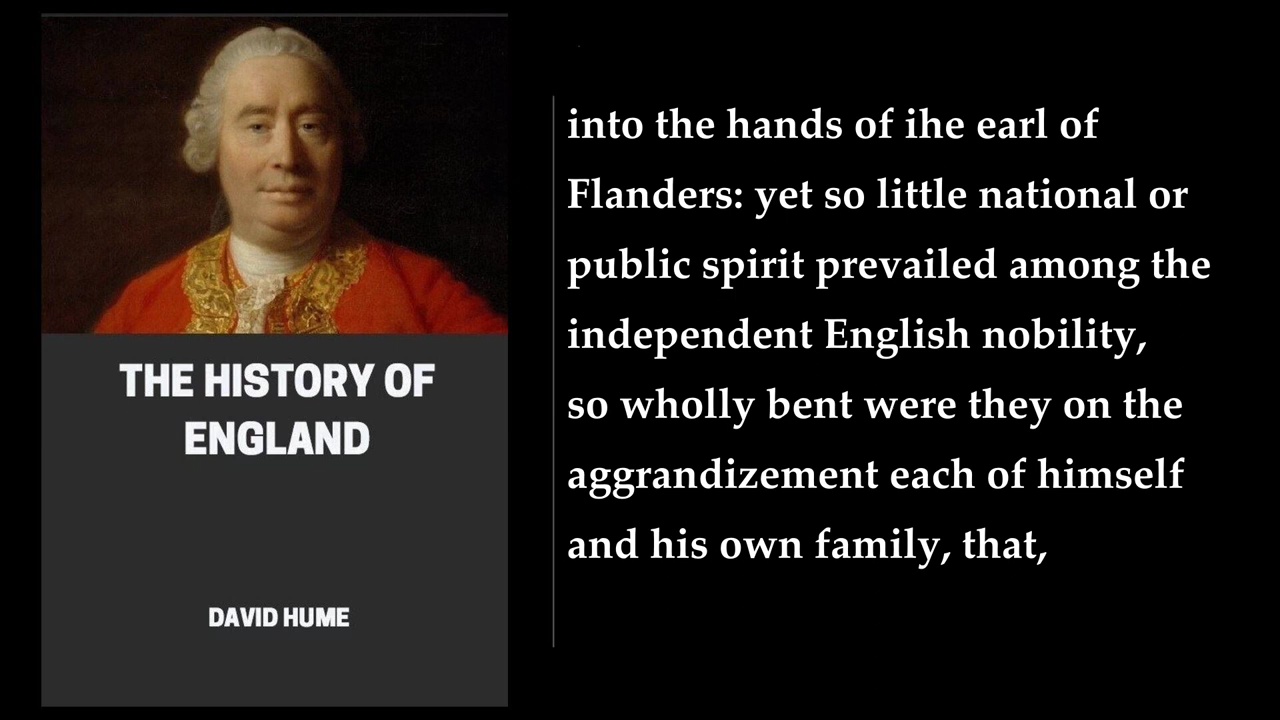 THE HISTORY OF
ENGLAND
DAVID HUME
into the hands of ihe earl of
Flanders: yet so little national or
public spirit prevailed among the
independent English nobility,
so wholly bent were they on the
aggrandizement each of himself
and his own family, that,